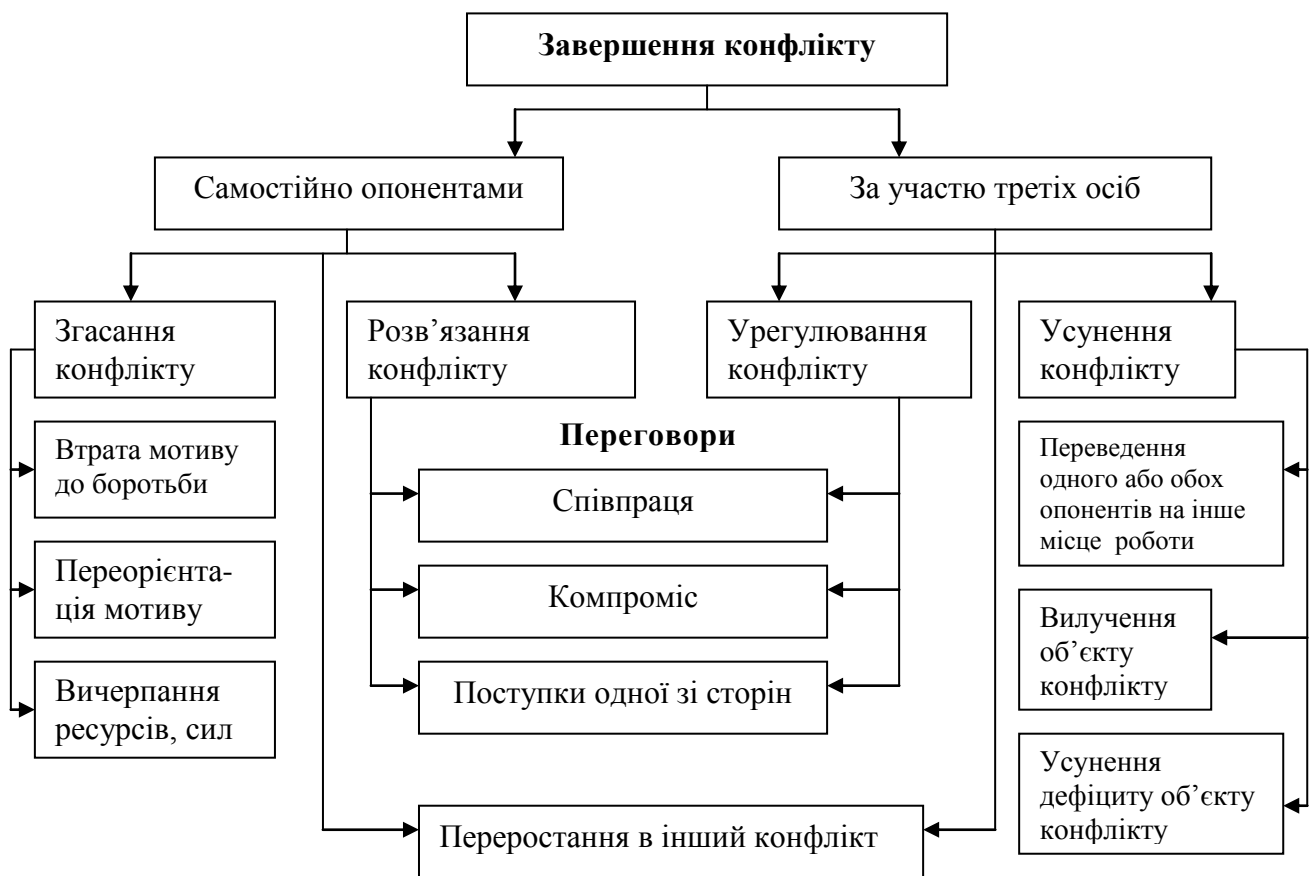 Завершення конфлікту
Самостійно опонентами
За участю третіх осіб
Згасання
конфлікту
Розв’язання
конфлікту
Урегулювання
конфлікту
Усунення
конфлікту
Втрата мотиву
до боротьби
Переорієнта-
ція мотиву
Вичерпання
ресурсів, сил
Переговори
Співпраця
Компроміс
Поступки одної зі сторін
Переростання в інший конфлікт
Переведення
одного або обох
опонентів на інше
місце роботи
Вилучення
об’єкту
конфлікту
Усунення
дефіциту об’єкту
конфлікту